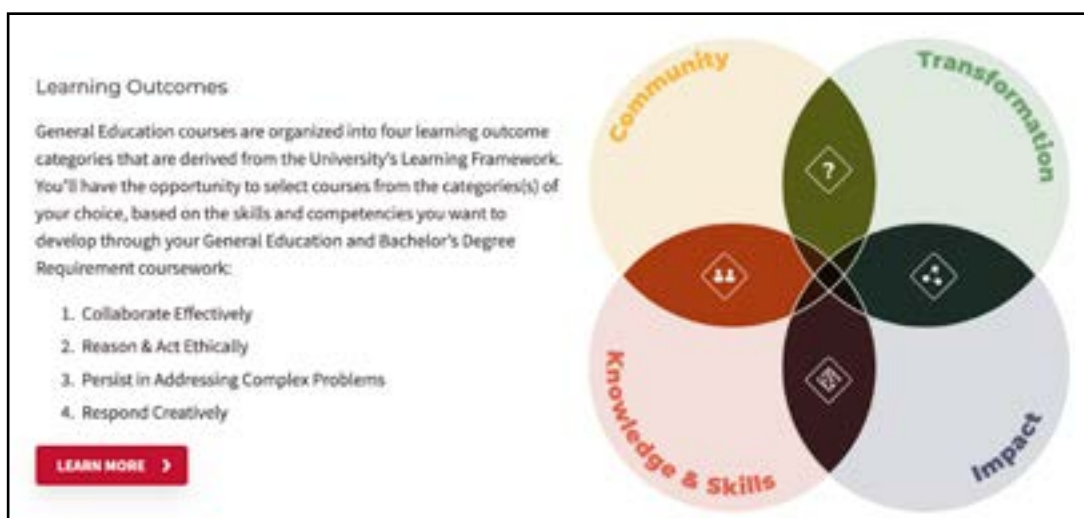 Learning Outcomes
General Education courses are organized into four learning outcome
categories that are derived from the University's Learning Framework.
You'll have the opportunity to select courses from the categories(s) of
your choice, based on the skills and competencies you want to
develop through your General Education and Bachelor's Degree
Requirement coursework:
1. Collaborate Effectively
2. Reason & Act Ethically
3. Persist in Addressing Complex Problems
4. Respond Creatively
LEARN MORE
Community
Transformation
?
Knowledge & Skills
Impact